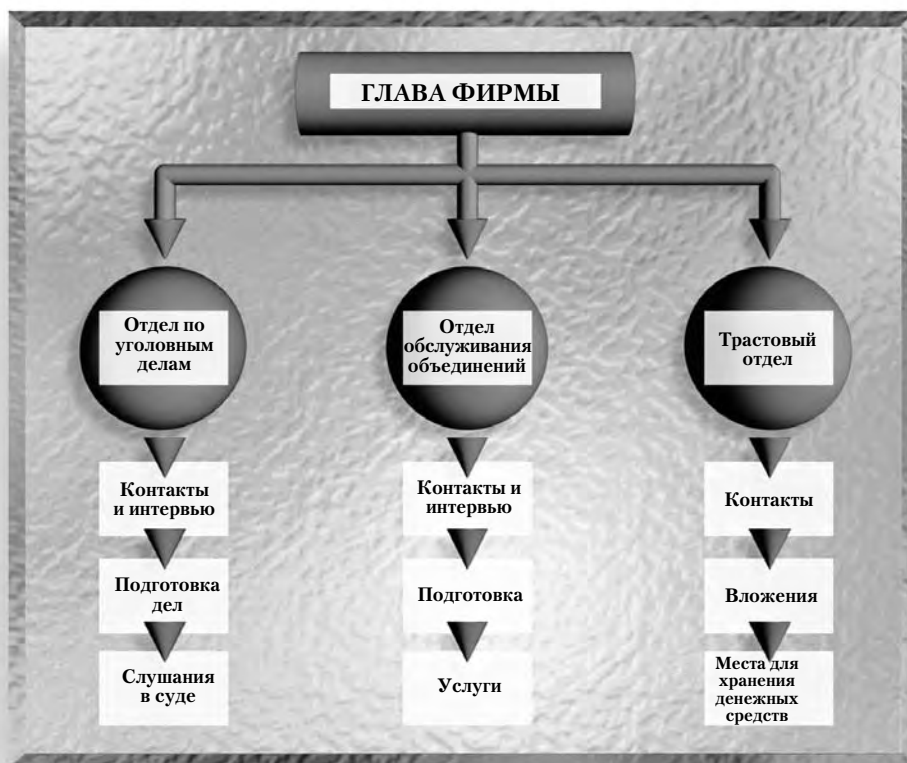 ГЛАВА ФИРМЫ
Отдел по
уголовным
делам
Отдел
обслуживания
объединений
Трастовый
отдел
Контакты
и интервью
Контакты и
интервью
Контакты
Подготовка
дел
Подготовка
Вложения
Слушания
в суде
Услуги
Места для
хранения
денежных
средств